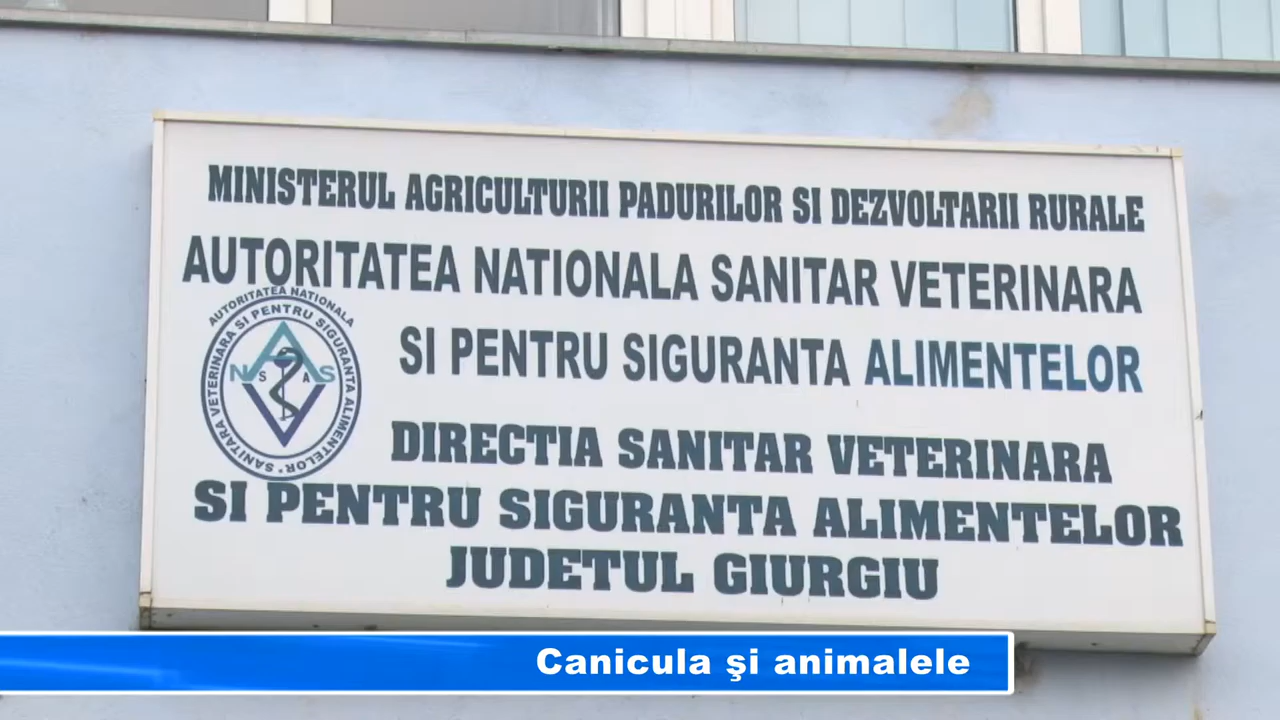 MINISTERUL AGRICULTURII PADURILOR SI DEZVOLTARII RURALE
AUTORITATEA NATIONALA SANITAR VETERINARA
SI PENTRU SIGURANTA ALIMENTELOR
AUTORITATEA NATIONALA
SANITARA VETERINARA SI PENTRU SIGURANTA ALIMENTELOR
ANSVSA
DIRECTIA SANITAR VETERINARA
SI PENTRU SIGURANTA ALIMENTELOR
JUDETUL GIURGIU
Canicula şi animalele